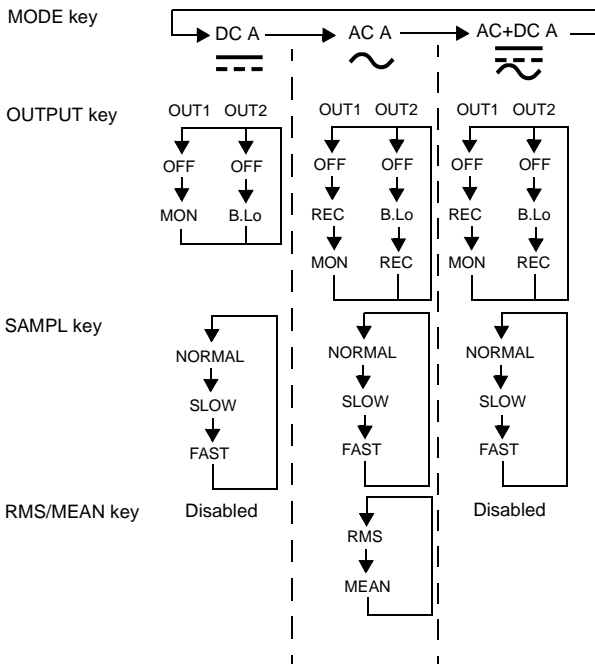 MODE key
DC A AC A AC+DC A
OUTPUT key
OUT1 OUT2 OUT1 OUT2 OUT1 OUT2
OFF OFF OFF OFF OFF OFF
MON B.Lo REC B.Lo REC B.Lo
MON REC MON REC
SAMPL key
NORMAL NORMAL NORMAL
SLOW SLOW SLOW
FAST FAST FAST
RMS/MEAN key Disabled Disabled
RMS
MEAN